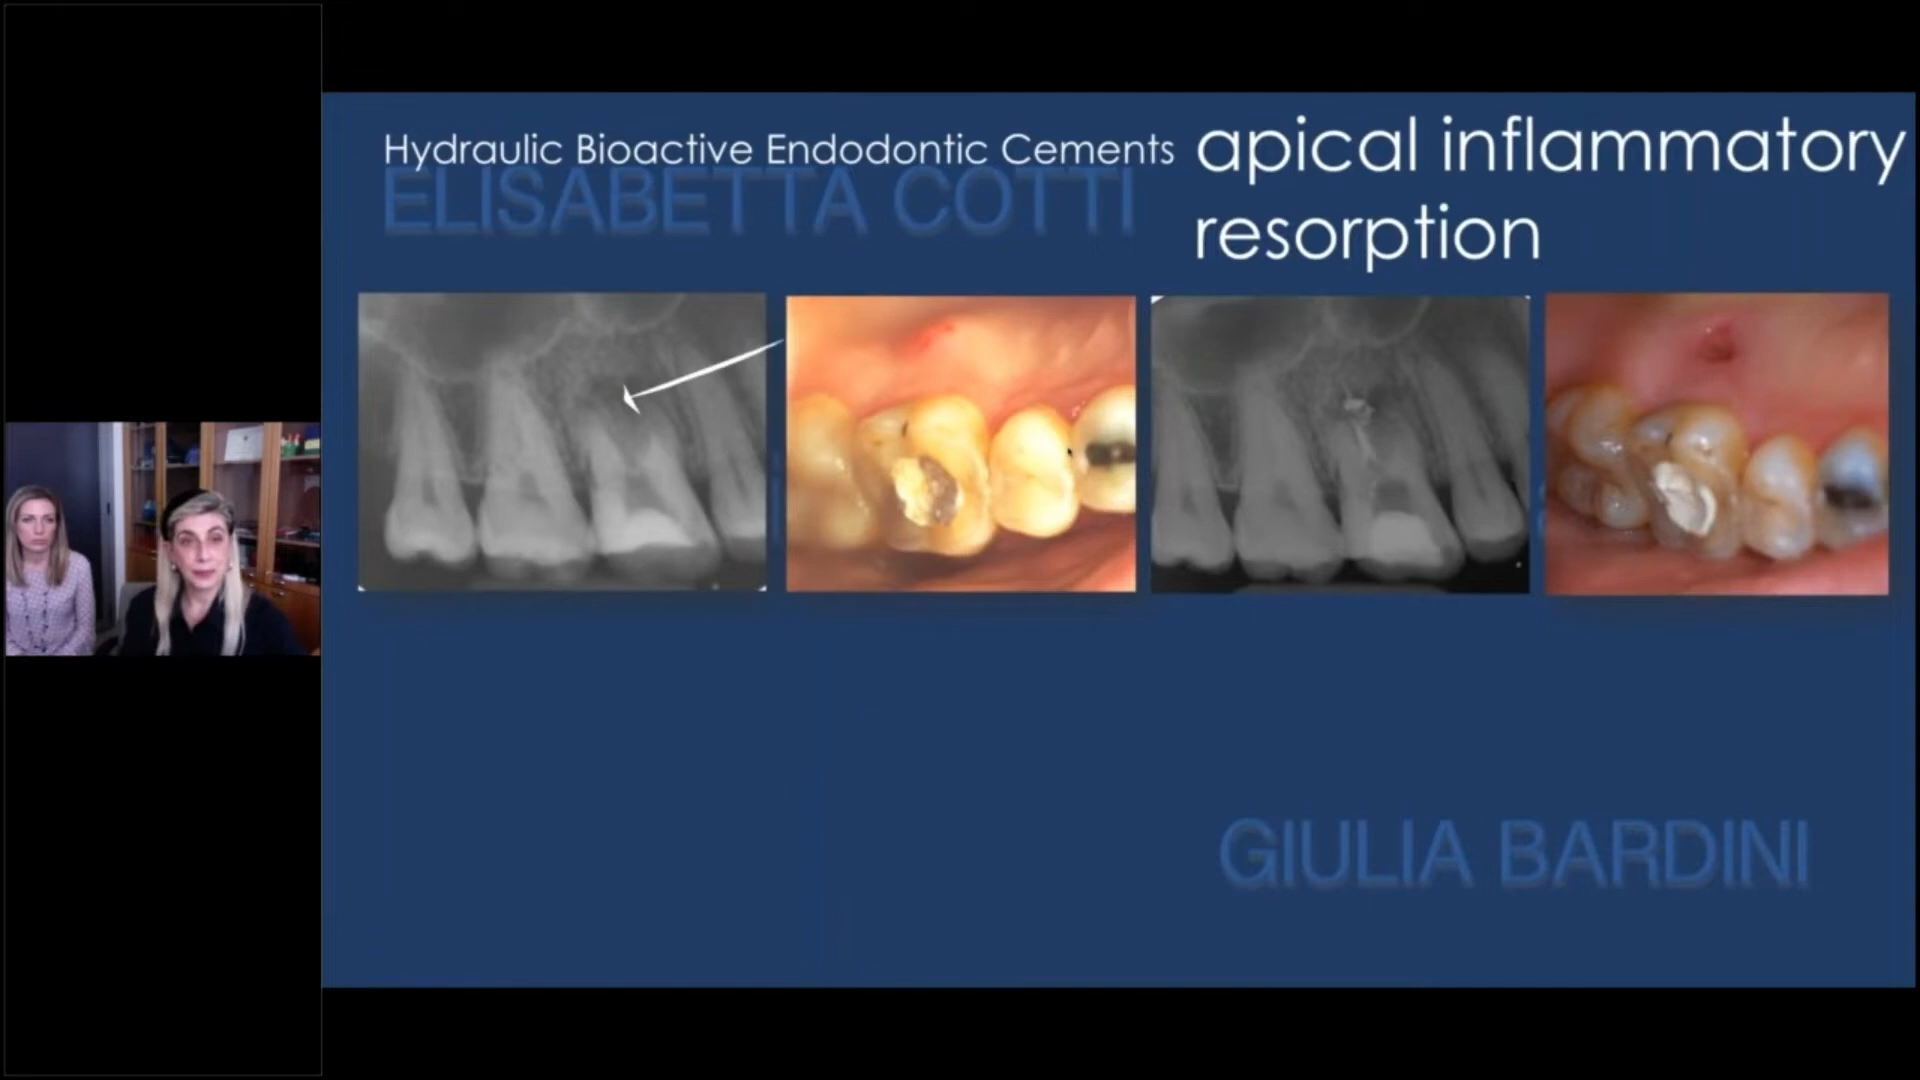 Hydraulic Bioactive Endodontic Cements
apical inflammatory
resorption
ELISABETTA COTTI
GIULIA BARDINI